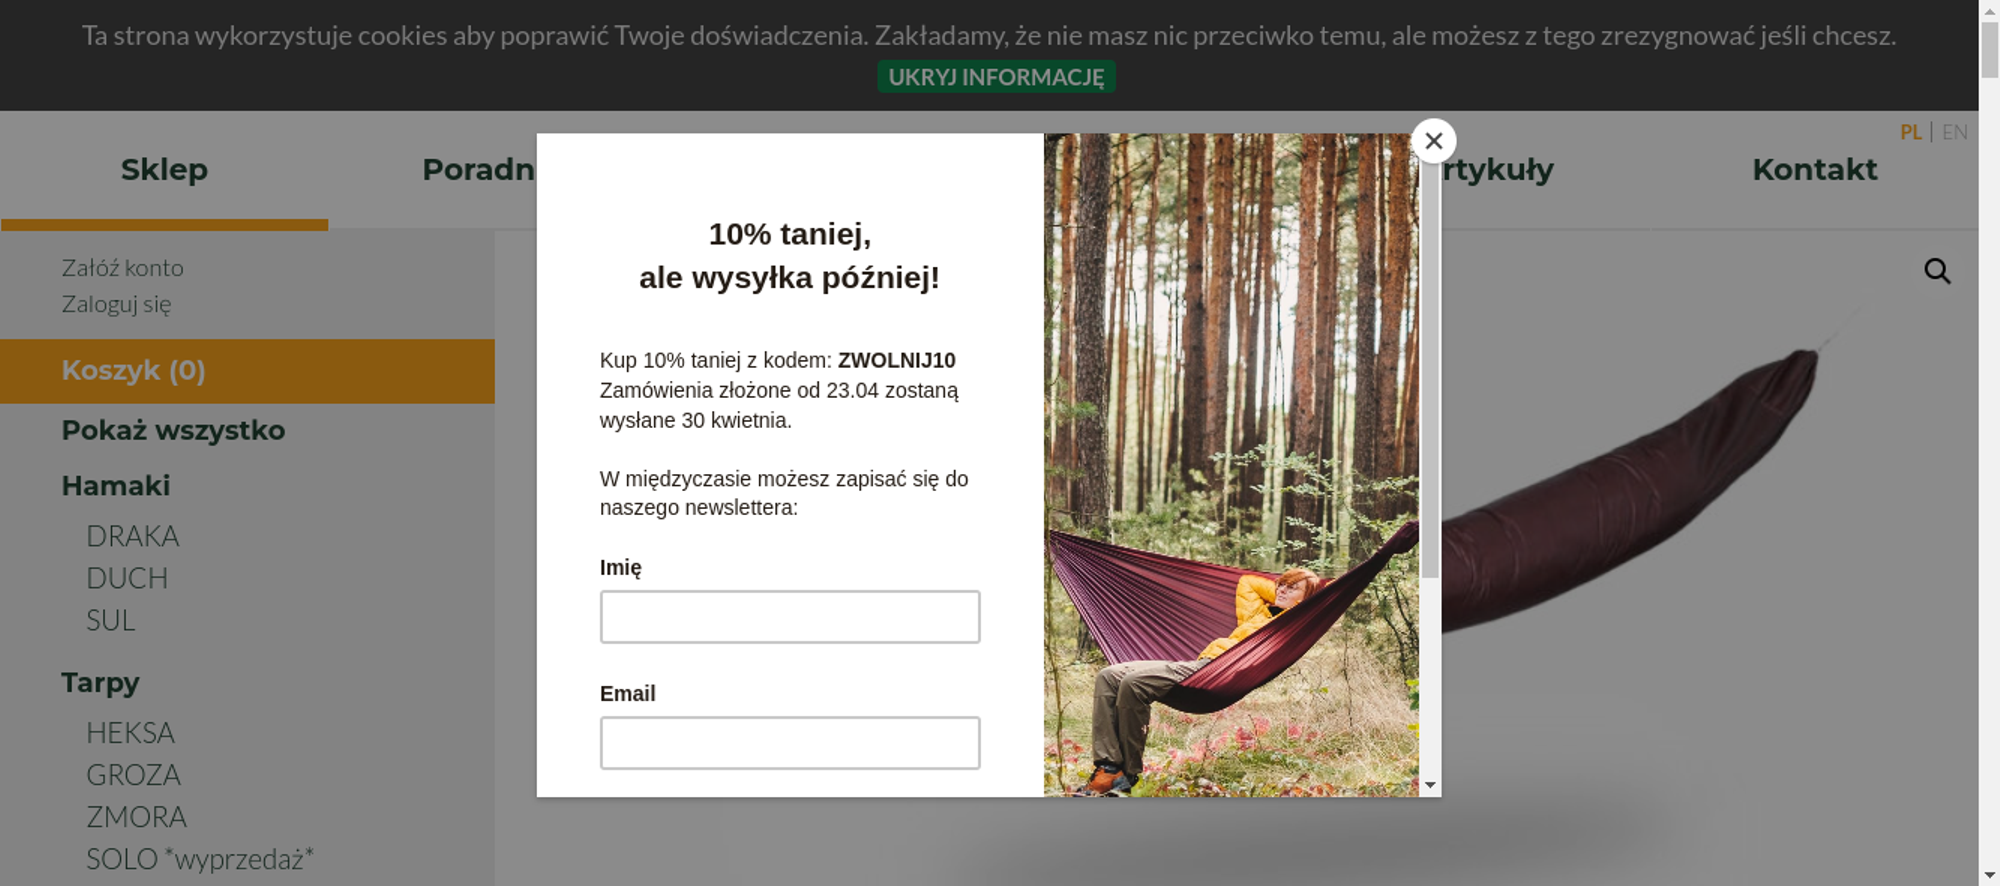 Ta strona wykorzystuje cookies aby poprawić Twoje doświadczenia. Zakładamy, że nie masz nic przeciwko temu, ale możesz z tego zrezygnować jeśli chcesz.
UKRYJ INFORMACJĘ
PL | EN
Sklep
Poradn
rtykuły
Kontakt
Załóż konto
Zaloguj się
Koszyk (0)
Pokaż wszystko
Hamaki
DRAKA
DUCH
SUL
Tarpy
HEKSA
GROZA
ZMORA
SOLO *wyprzedaż*
10% taniej,
ale wysyłka później!
Kup 10% taniej z kodem: ZWOLNIJ10
Zamówienia złożone od 23.04 zostaną
wysłane 30 kwietnia.
W międzyczasie możesz zapisać się do
naszego newslettera:
Imię
Email